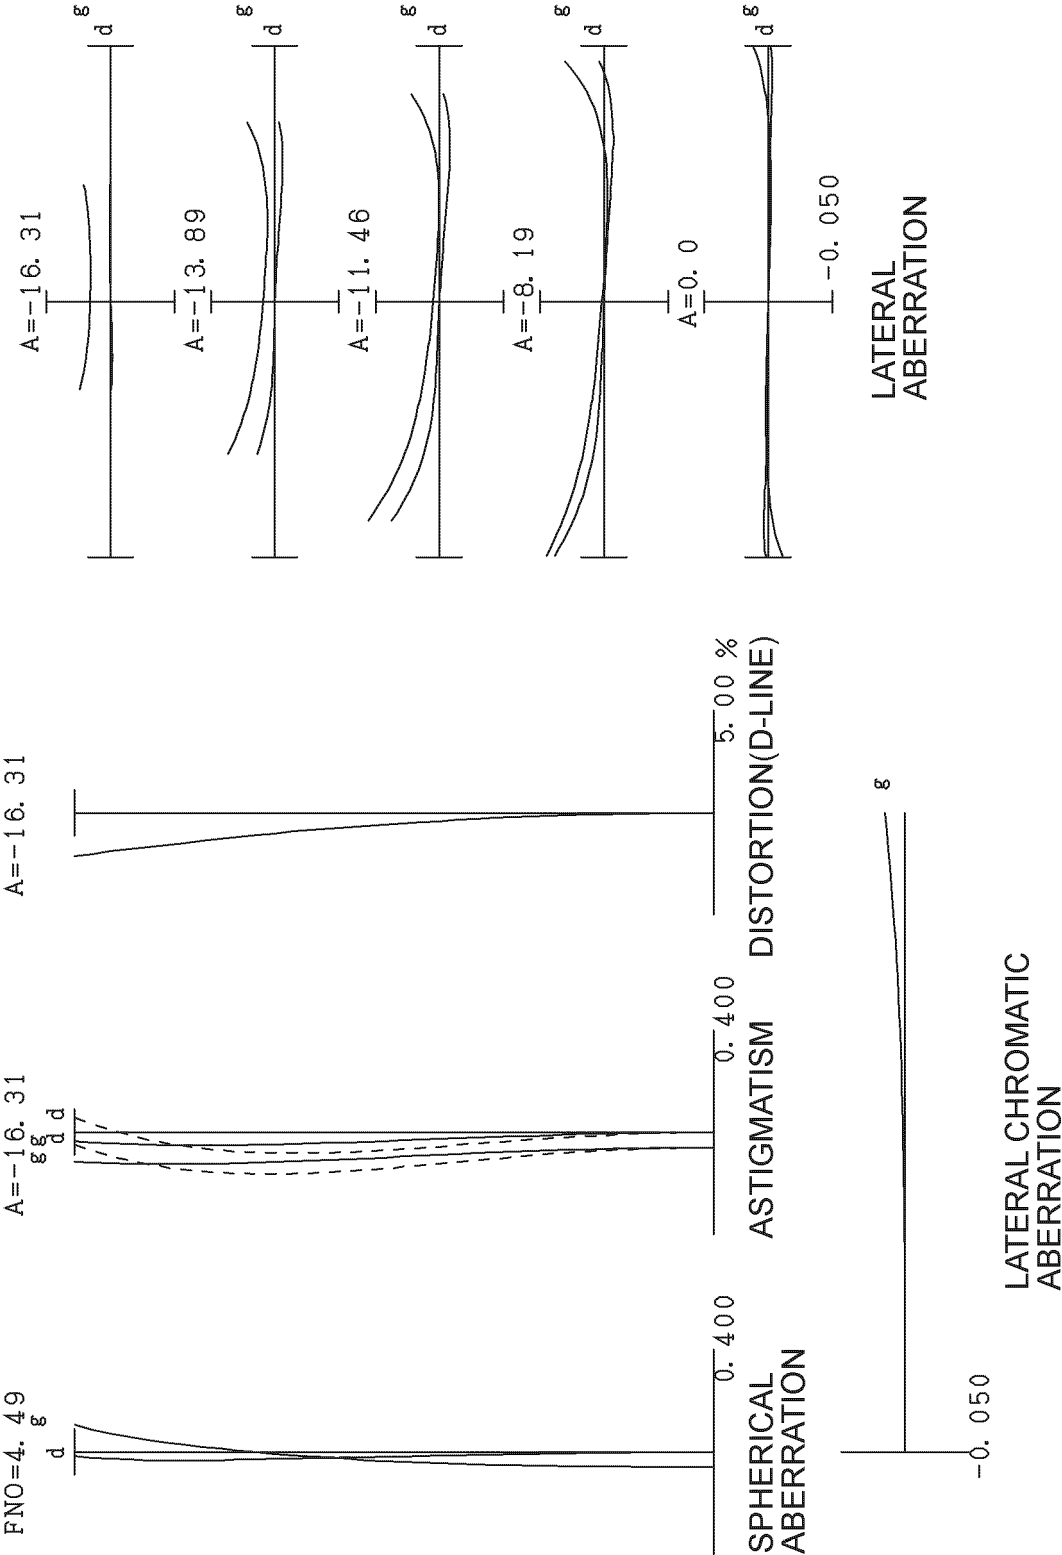 FNO=4.49
g
d
0.400
SPHERICAL
ABERRATION
A=-16.31
g g
d d
0.400
ASTIGMATISM
A=-16.31
5.00 %
DISTORTION(D-LINE)
-0.050
g
LATERAL CHROMATIC
ABERRATION
A=-16.31
g
d
A=-13.89
g
d
A=-11.46
g
d
A=-8.19
g
d
A=0.0
g
d
-0.050
LATERAL
ABERRATION